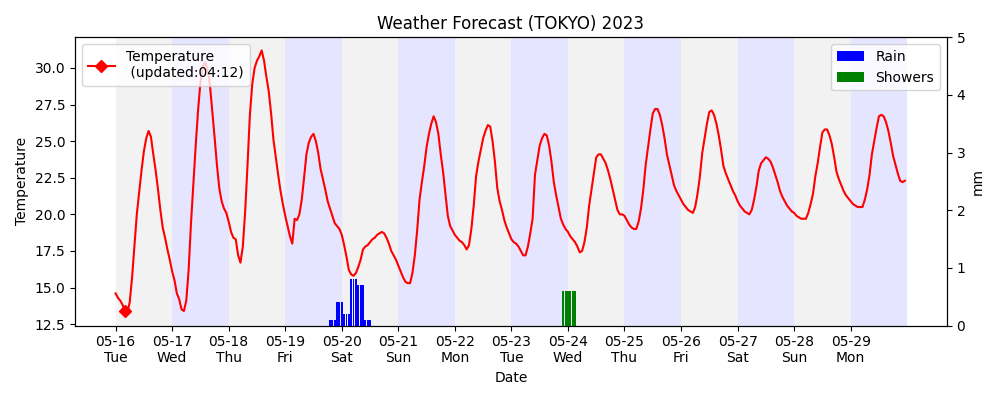 Weather Forecast (TOKYO) 2023
Temperature
(updated:04:12)
Rain
Showers
Temperature
30.0
27.5
25.0
22.5
20.0
17.5
15.0
12.5
5
4
3
2
1
0
mm
05-16 05-17 05-18 05-19 05-20 05-21 05-22 05-23 05-24 05-25 05-26 05-27 05-28 05-29
Tue Wed Thu Fri Sat Sun Mon Tue Wed Thu Fri Sat Sun Mon
Date